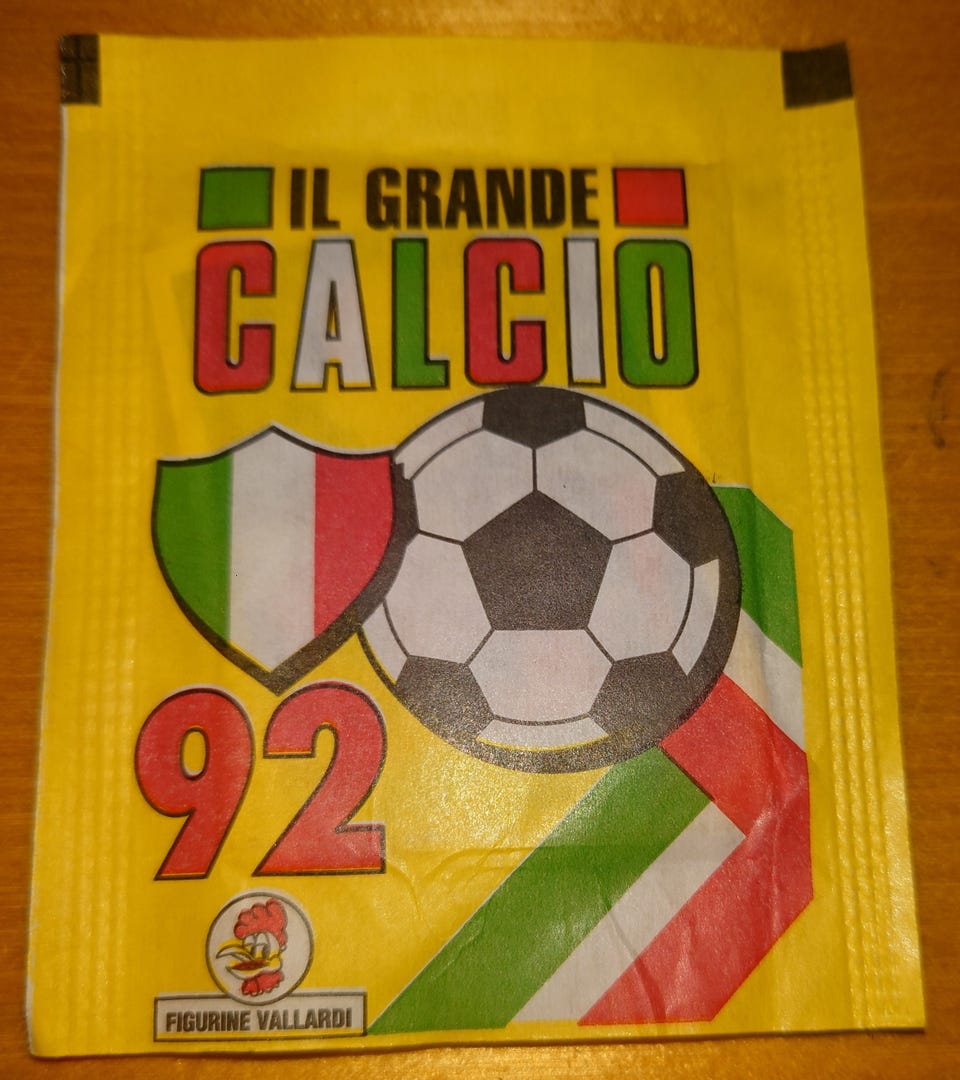 IL GRANDE
CALCIO
92
FIGURINE VALLARDI